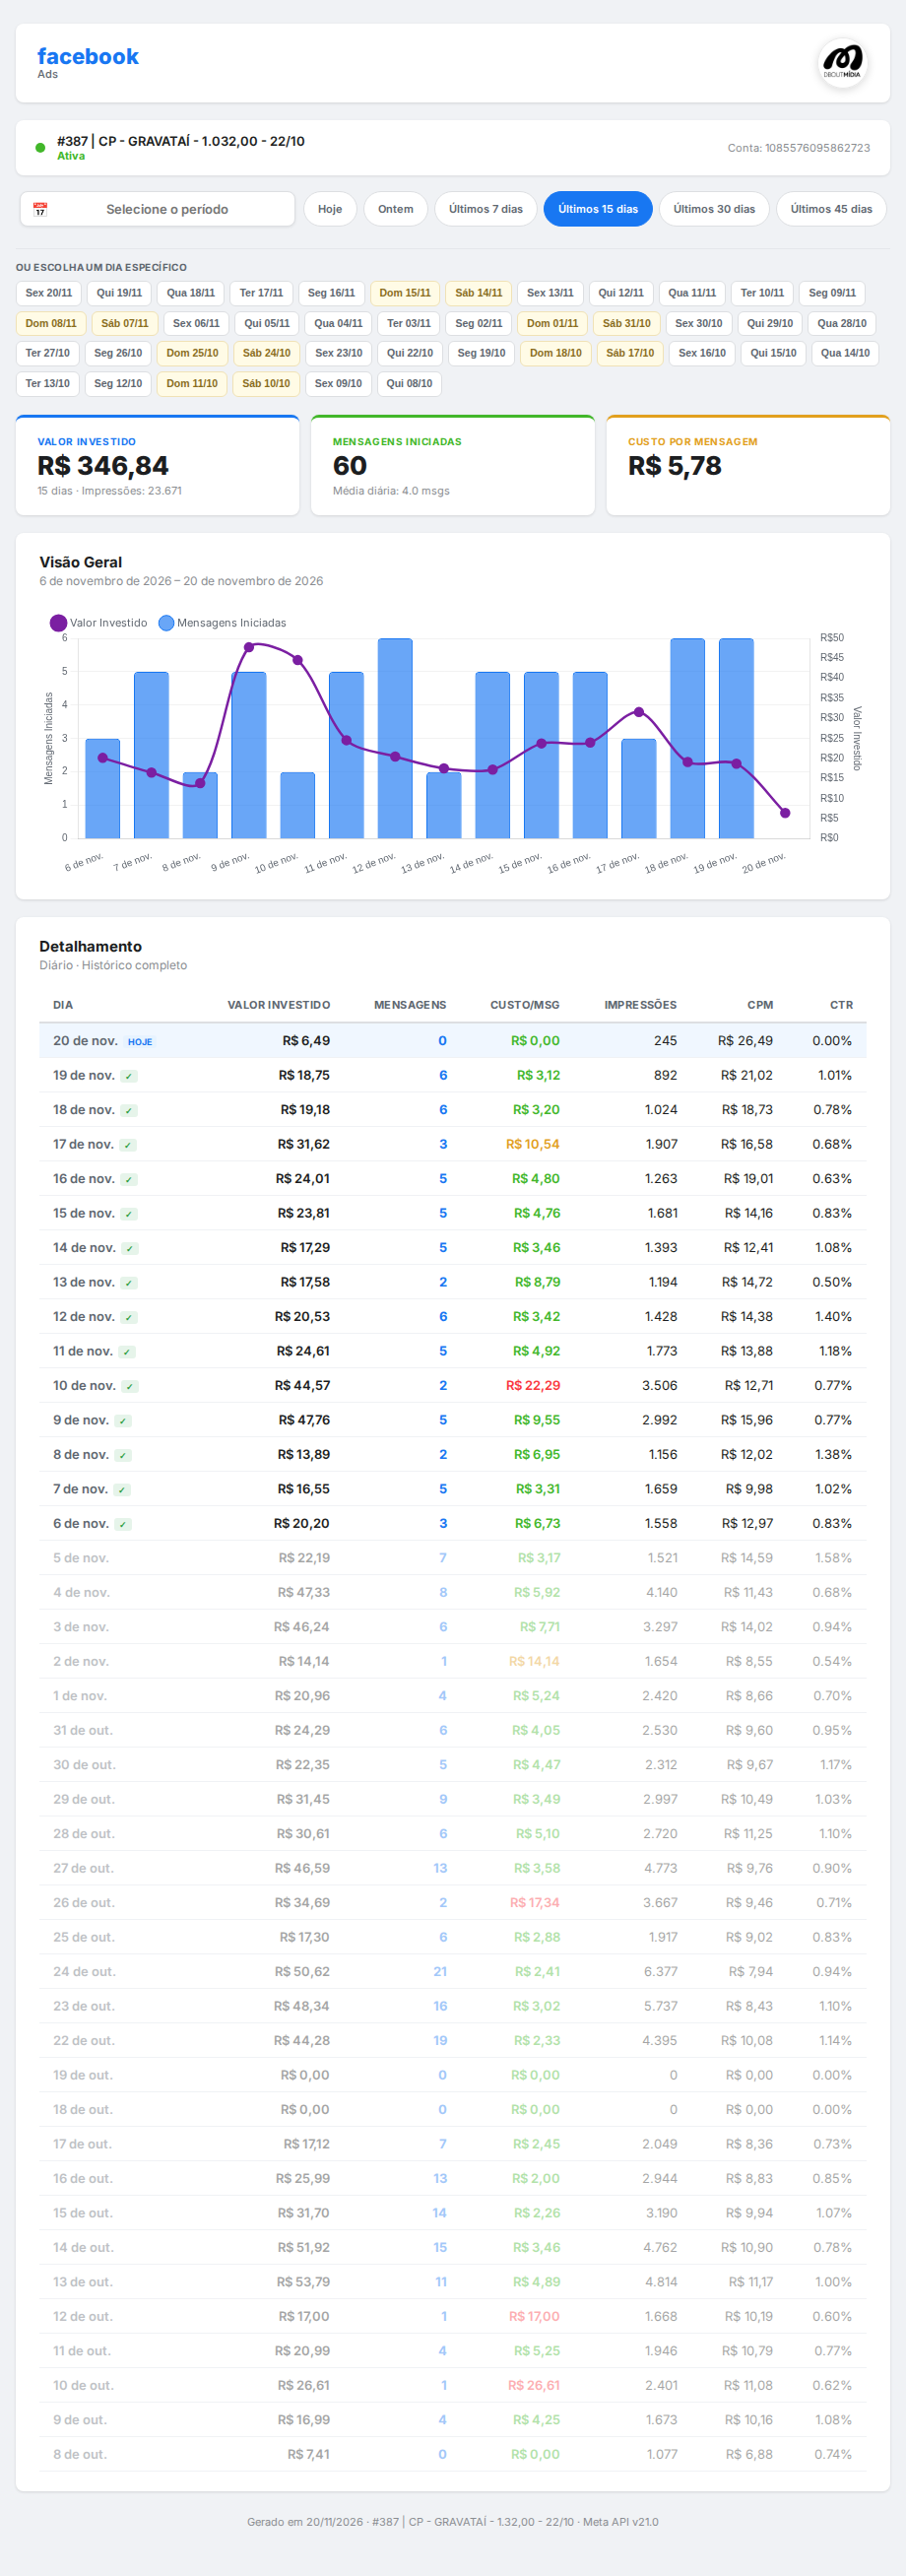 facebook
Ads
DBOUTMÍDIA
#387 | CP - GRAVATAÍ - 1.032,00 - 22/10
Ativa
Conta: 1085576095862723
Selecione o período
Hoje
Ontem
Últimos 7 dias
Últimos 15 dias
Últimos 30 dias
Últimos 45 dias
OU ESCOLHA UM DIA ESPECÍFICO
Sex 20/11 Qui 19/11 Qua 18/11 Ter 17/11 Seg 16/11 Dom 15/11 Sáb 14/11 Sex 13/11 Qui 12/11 Qua 11/11 Ter 10/11 Seg 09/11
Dom 08/11 Sáb 07/11 Sex 06/11 Qui 05/11 Qua 04/11 Ter 03/11 Seg 02/11 Dom 01/11 Sáb 31/10 Sex 30/10 Qui 29/10 Qua 28/10
Ter 27/10 Seg 26/10 Dom 25/10 Sáb 24/10 Sex 23/10 Qui 22/10 Seg 19/10 Dom 18/10 Sáb 17/10 Sex 16/10 Qui 15/10 Qua 14/10
Ter 13/10 Seg 12/10 Dom 11/10 Sáb 10/10 Sex 09/10 Qui 08/10
VALOR INVESTIDO
R$ 346,84
15 dias · Impressões: 23.671
MENSAGENS INICIADAS
60
Média diária: 4.0 msgs
CUSTO POR MENSAGEM
R$ 5,78
Visão Geral
6 de novembro de 2026 – 20 de novembro de 2026
Valor Investido Mensagens Iniciadas
Mensagens Iniciadas
6
5
4
3
2
1
0
R$50
R$45
R$40
R$35
R$30
R$25
R$20
R$15
R$10
R$5
R$0
Valor Investido
6 de nov. 7 de nov. 8 de nov. 9 de nov. 10 de nov. 11 de nov. 12 de nov. 13 de nov. 14 de nov. 15 de nov. 16 de nov. 17 de nov. 18 de nov. 19 de nov. 20 de nov.
Detalhamento
Diário · Histórico completo
DIA VALOR INVESTIDO MENSAGENS CUSTO/MSG IMPRESSÕES CPM CTR
20 de nov. HOJE R$ 6,49 0 R$ 0,00 245 R$ 26,49 0.00%
19 de nov. ✓ R$ 18,75 6 R$ 3,12 892 R$ 21,02 1.01%
18 de nov. ✓ R$ 19,18 6 R$ 3,20 1.024 R$ 18,73 0.78%
17 de nov. ✓ R$ 31,62 3 R$ 10,54 1.907 R$ 16,58 0.68%
16 de nov. ✓ R$ 24,01 5 R$ 4,80 1.263 R$ 19,01 0.63%
15 de nov. ✓ R$ 23,81 5 R$ 4,76 1.681 R$ 14,16 0.83%
14 de nov. ✓ R$ 17,29 5 R$ 3,46 1.393 R$ 12,41 1.08%
13 de nov. ✓ R$ 17,58 2 R$ 8,79 1.194 R$ 14,72 0.50%
12 de nov. ✓ R$ 20,53 6 R$ 3,42 1.428 R$ 14,38 1.40%
11 de nov. ✓ R$ 24,61 5 R$ 4,92 1.773 R$ 13,88 1.18%
10 de nov. ✓ R$ 44,57 2 R$ 22,29 3.506 R$ 12,71 0.77%
9 de nov. ✓ R$ 47,76 5 R$ 9,55 2.992 R$ 15,96 0.77%
8 de nov. ✓ R$ 13,89 2 R$ 6,95 1.156 R$ 12,02 1.38%
7 de nov. ✓ R$ 16,55 5 R$ 3,31 1.659 R$ 9,98 1.02%
6 de nov. ✓ R$ 20,20 3 R$ 6,73 1.558 R$ 12,97 0.83%
5 de nov. R$ 22,19 7 R$ 3,17 1.521 R$ 14,59 1.58%
4 de nov. R$ 47,33 8 R$ 5,92 4.140 R$ 11,43 0.68%
3 de nov. R$ 46,24 6 R$ 7,71 3.297 R$ 14,02 0.94%
2 de nov. R$ 14,14 1 R$ 14,14 1.654 R$ 8,55 0.54%
1 de nov. R$ 20,96 4 R$ 5,24 2.420 R$ 8,66 0.70%
31 de out. R$ 24,29 6 R$ 4,05 2.530 R$ 9,60 0.95%
30 de out. R$ 22,35 5 R$ 4,47 2.312 R$ 9,67 1.17%
29 de out. R$ 31,45 9 R$ 3,49 2.997 R$ 10,49 1.03%
28 de out. R$ 30,61 6 R$ 5,10 2.720 R$ 11,25 1.10%
27 de out. R$ 46,59 13 R$ 3,58 4.773 R$ 9,76 0.90%
26 de out. R$ 34,69 2 R$ 17,34 3.667 R$ 9,46 0.71%
25 de out. R$ 17,30 6 R$ 2,88 1.917 R$ 9,02 0.83%
24 de out. R$ 50,62 21 R$ 2,41 6.377 R$ 7,94 0.94%
23 de out. R$ 48,34 16 R$ 3,02 5.737 R$ 8,43 1.10%
22 de out. R$ 44,28 19 R$ 2,33 4.395 R$ 10,08 1.14%
19 de out. R$ 0,00 0 R$ 0,00 0 R$ 0,00 0.00%
18 de out. R$ 0,00 0 R$ 0,00 0 R$ 0,00 0.00%
17 de out. R$ 17,12 7 R$ 2,45 2.049 R$ 8,36 0.73%
16 de out. R$ 25,99 13 R$ 2,00 2.944 R$ 8,83 0.85%
15 de out. R$ 31,70 14 R$ 2,26 3.190 R$ 9,94 1.07%
14 de out. R$ 51,92 15 R$ 3,46 4.762 R$ 10,90 0.78%
13 de out. R$ 53,79 11 R$ 4,89 4.814 R$ 11,17 1.00%
12 de out. R$ 17,00 1 R$ 17,00 1.668 R$ 10,19 0.60%
11 de out. R$ 20,99 4 R$ 5,25 1.946 R$ 10,79 0.77%
10 de out. R$ 26,61 1 R$ 26,61 2.401 R$ 11,08 0.62%
9 de out. R$ 16,99 4 R$ 4,25 1.673 R$ 10,16 1.08%
8 de out. R$ 7,41 0 R$ 0,00 1.077 R$ 6,88 0.74%
Gerado em 20/11/2026 · #387 | CP - GRAVATAÍ - 1.32,00 - 22/10 · Meta API v21.0